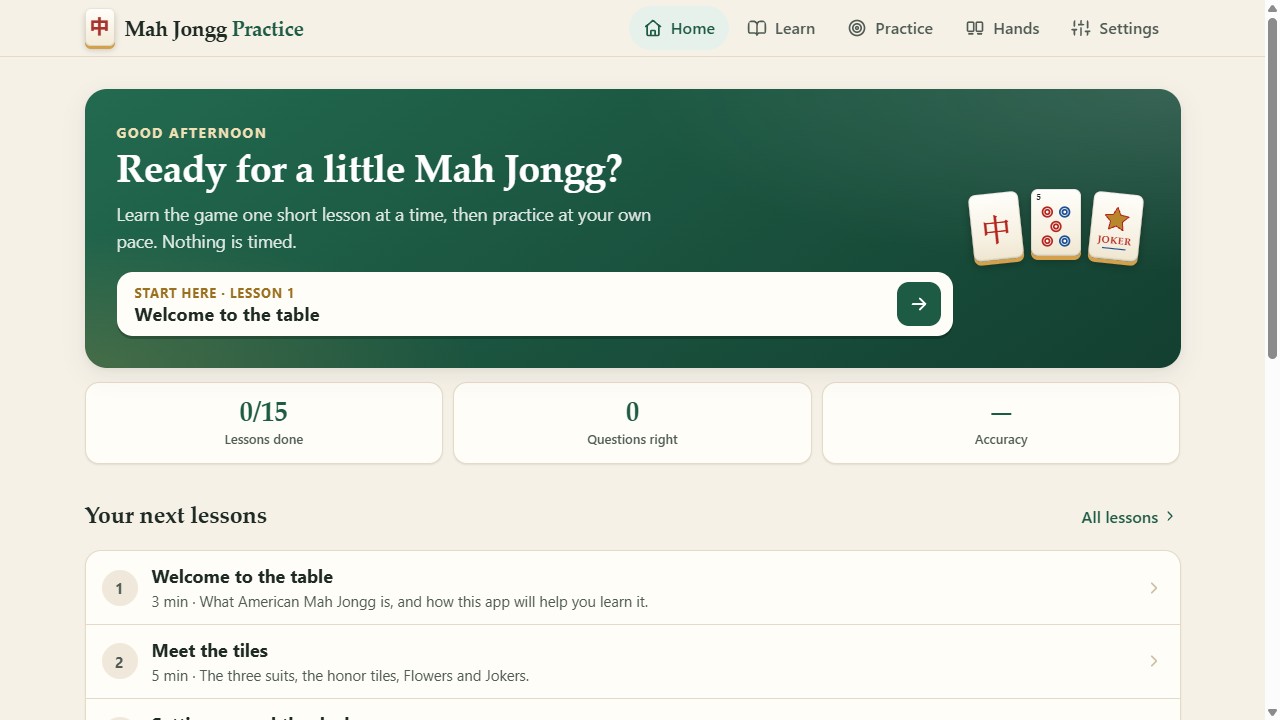 中 Mah Jongg Practice
Home
Learn
Practice
Hands
Settings
GOOD AFTERNOON
Ready for a little Mah Jongg?
Learn the game one short lesson at a time, then practice at your own
pace. Nothing is timed.
START HERE · LESSON 1
Welcome to the table
中
5
JOKER
0/15
Lessons done
0
Questions right
—
Accuracy
Your next lessons
All lessons
1
Welcome to the table
3 min · What American Mah Jongg is, and how this app will help you learn it.
2
Meet the tiles
5 min · The three suits, the honor tiles, Flowers and Jokers.